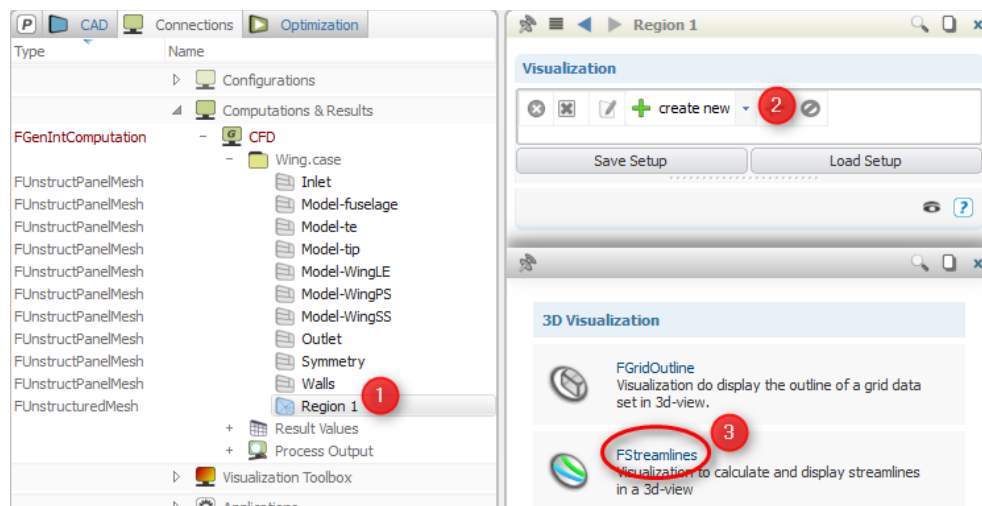 P CAD Connections Optimization
Type Name
Configurations
Computations & Results
FGenIntComputation G CFD
Wing.case
FUnstructPanelMesh Inlet
FUnstructPanelMesh Model-fuselage
FUnstructPanelMesh Model-te
FUnstructPanelMesh Model-tip
FUnstructPanelMesh Model-WingLE
FUnstructPanelMesh Model-WingPS
FUnstructPanelMesh Model-WingSS
FUnstructPanelMesh Outlet
FUnstructPanelMesh Symmetry
FUnstructPanelMesh Walls
FUnstructuredMesh Region 1 1
Result Values
Process Output
Visualization Toolbox
Applications
Region 1
Visualization
create new 2
Save Setup Load Setup
?
3D Visualization
FGridOutline
Visualization do display the outline of a grid data
set in 3d-view.
3
FStreamlines
Visualization to calculate and display streamlines
in a 3d-view